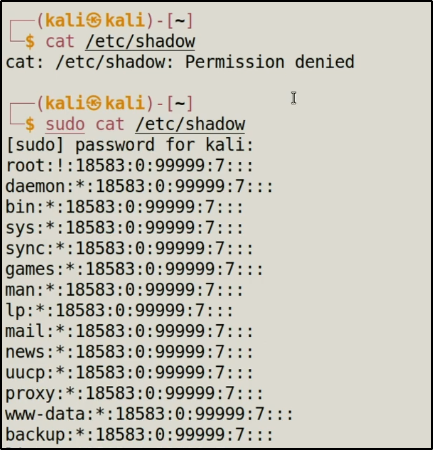 ┌──(kali㉿kali)-[~]
└─$ cat /etc/shadow
cat: /etc/shadow: Permission denied
┌──(kali㉿kali)-[~]
└─$ sudo cat /etc/shadow
[sudo] password for kali:
root:!:18583:0:99999:7:::
daemon:*:18583:0:99999:7:::
bin:*:18583:0:99999:7:::
sys:*:18583:0:99999:7:::
sync:*:18583:0:99999:7:::
games:*:18583:0:99999:7:::
man:*:18583:0:99999:7:::
lp:*:18583:0:99999:7:::
mail:*:18583:0:99999:7:::
news:*:18583:0:99999:7:::
uucp:*:18583:0:99999:7:::
proxy:*:18583:0:99999:7:::
www-data:*:18583:0:99999:7:::
backup:*:18583:0:99999:7:::